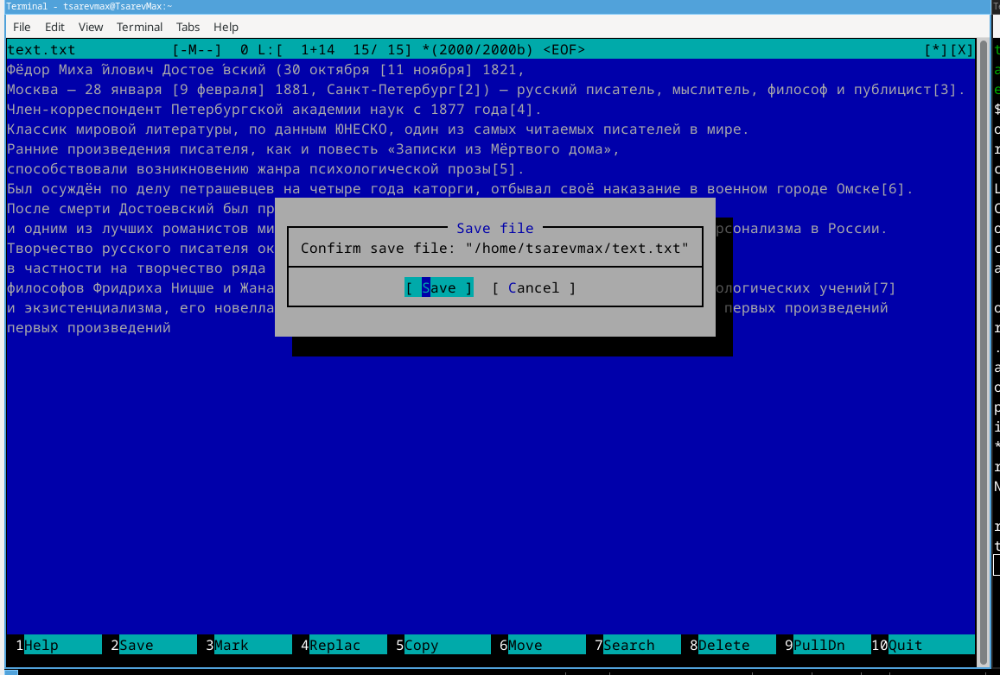 Terminal - tsarevmax@TsarevMax:~
File Edit View Terminal Tabs Help
text.txt [-M--] 0 L:[ 1+14 15/ 15] *(2000/2000b) <EOF> [*][X]
Фёдор Миха́йлович Достое́вский (30 октября [11 ноября] 1821,
Москва — 28 января [9 февраля] 1881, Санкт-Петербург[2]) — русский писатель, мыслитель, философ и публицист[3].
Член-корреспондент Петербургской академии наук с 1877 года[4].
Классик мировой литературы, по данным ЮНЕСКО, один из самых читаемых писателей в мире.
Ранние произведения писателя, как и повесть «Записки из Мёртвого дома»,
способствовали возникновению жанра психологической прозы[5].
Был осуждён по делу петрашевцев на четыре года каторги, отбывал своё наказание в военном городе Омске[6].
После смерти Достоевский был пр
и одним из лучших романистов ми рсонализма в России.
Творчество русского писателя ок
в частности на творчество ряда
философов Фридриха Ницше и Жана ологических учений[7]
и экзистенциализма, его новелла первых произведений
первых произведений
Save file
Confirm save file: "/home/tsarevmax/text.txt"
[ Save ] [ Cancel ]
1Help 2Save 3Mark 4Replac 5Copy 6Move 7Search 8Delete 9PullDn 10Quit